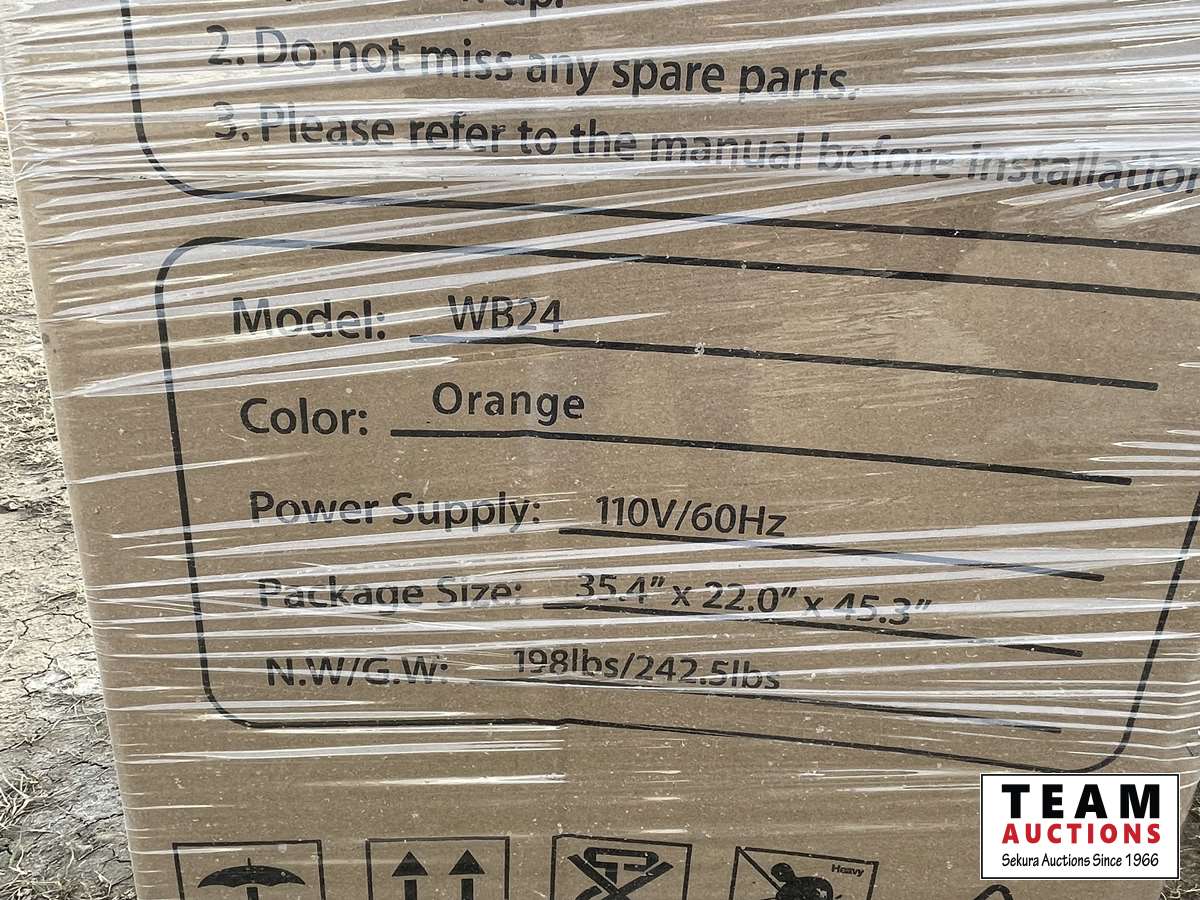 up.
2. Do not miss any spare parts.
3. Please refer to the manual before installation
Model: WB24
Color: Orange
Power Supply: 110V/60Hz
Package Size: 35.4" x 22.0" x 45.3"
N.W/G.W: 198lbs/242.5lbs
Heavy
TEAM
AUCTIONS
Sekura Auctions Since 1966